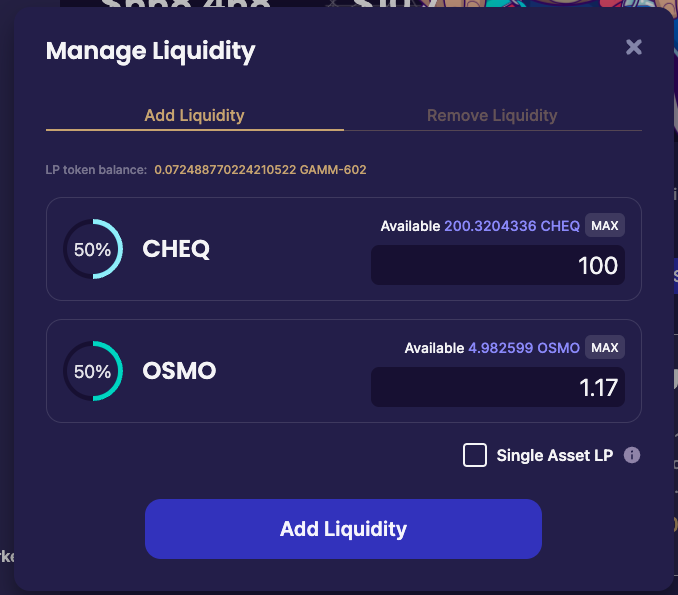 Manage Liquidity
Add Liquidity Remove Liquidity
LP token balance: 0.072488770224210522 GAMM-602
Available 200.3204336 CHEQ MAX
50% CHEQ 100
Available 4.982599 OSMO MAX
50% OSMO 1.17
Single Asset LP
Add Liquidity